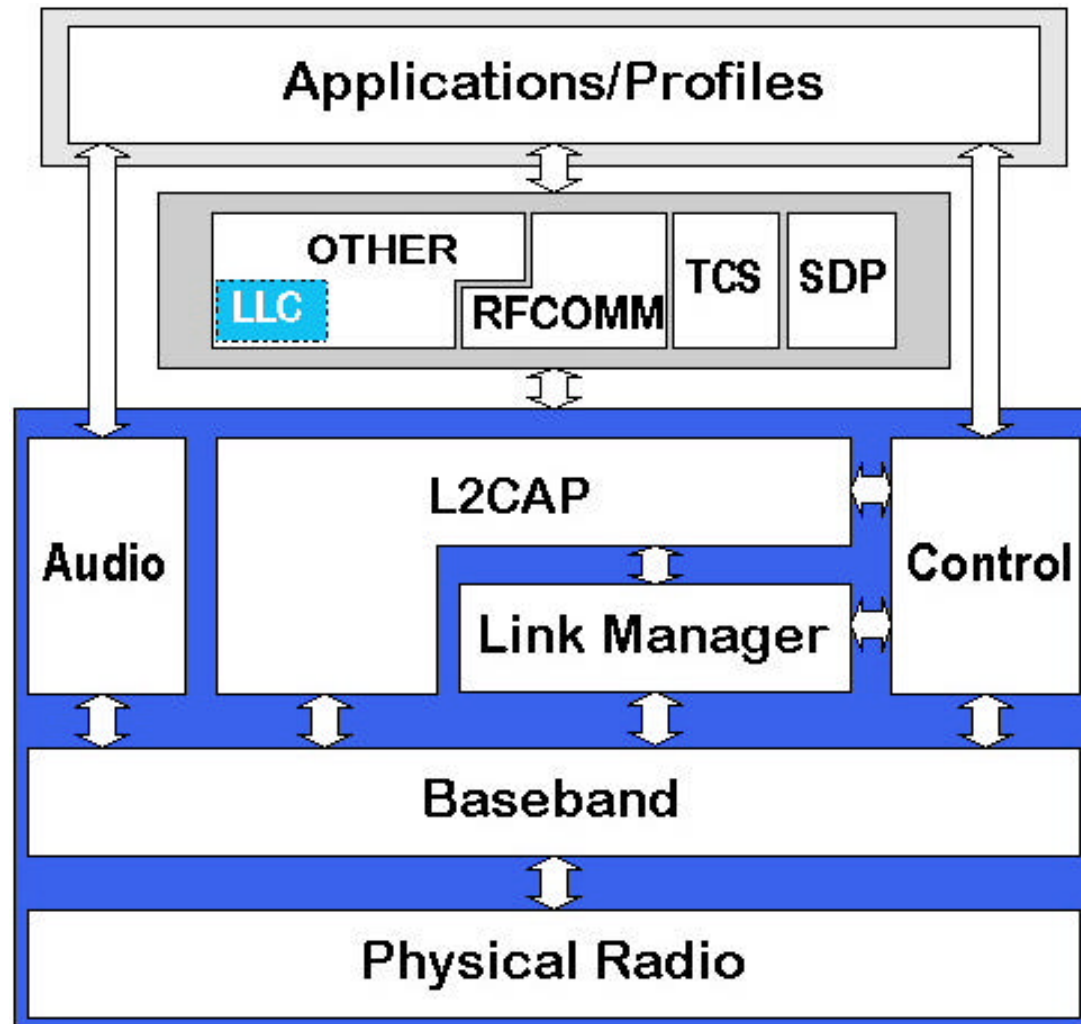 Applications/Profiles
OTHER
LLC
RFCOMM
TCS
SDP
Audio
L2CAP
Link Manager
Control
Baseband
Physical Radio